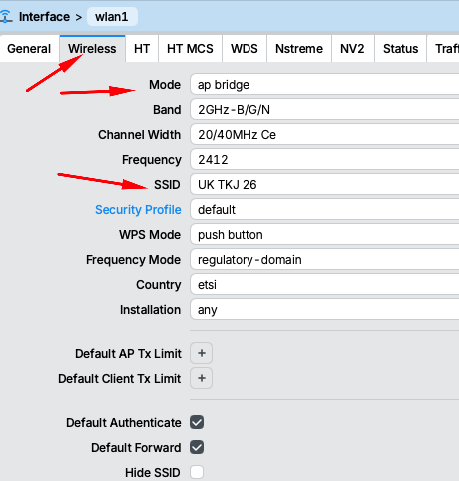 Interface > wlan1
General Wireless HT HT MCS WDS Nstreme NV2 Status
Mode ap bridge
Band 2GHz-B/G/N
Channel Width 20/40MHz Ce
Frequency 2412
SSID UK TKJ 26
Security Profile default
WPS Mode push button
Frequency Mode regulatory-domain
Country etsi
Installation any
Default AP Tx Limit +
Default Client Tx Limit +
Default Authenticate
Default Forward
Hide SSID